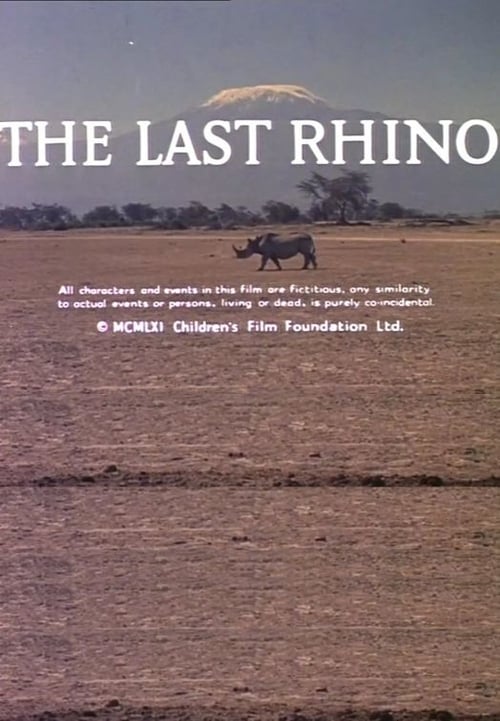 THE LAST RHINO
All characters and events in this film are fictitious, any similarity
to actual events or persons, living or dead, is purely co-incidental.
© MCMLXI Children's Film Foundation Ltd.